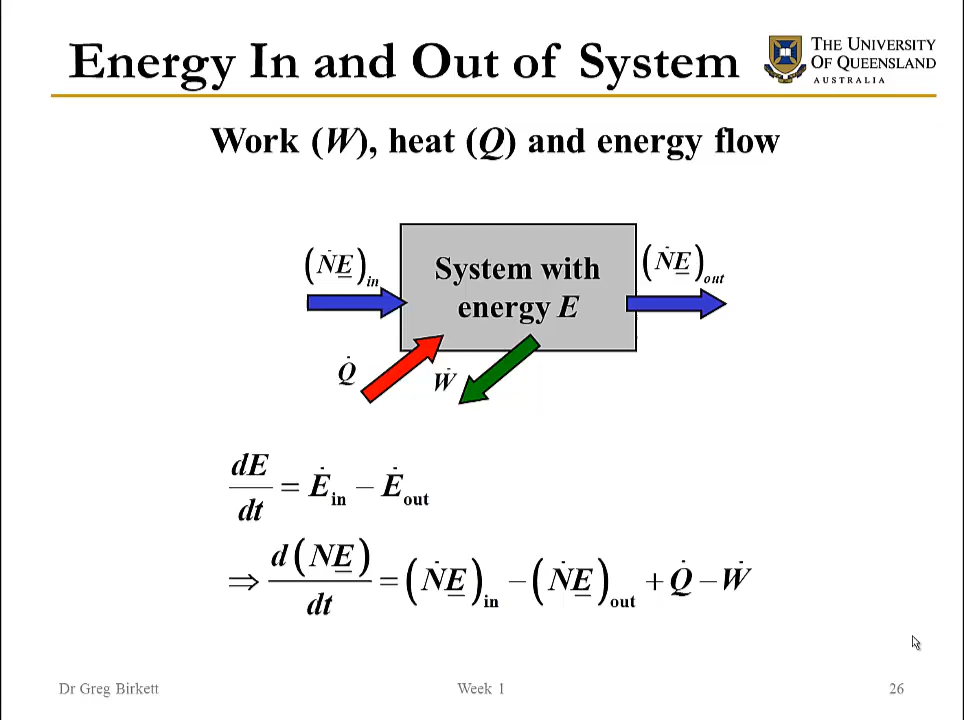 Energy In and Out of System
THE UNIVERSITY
OF QUEENSLAND
AUSTRALIA
Work (W), heat (Q) and energy flow
(ṄE̲)in
System with
energy E
(ṄE̲)out
Q̇
Ẇ
dE/dt = Ėin − Ėout
⇒ d(NE̲)/dt = (ṄE̲)in − (ṄE̲)out + Q̇ − Ẇ
Dr Greg Birkett
Week 1
26